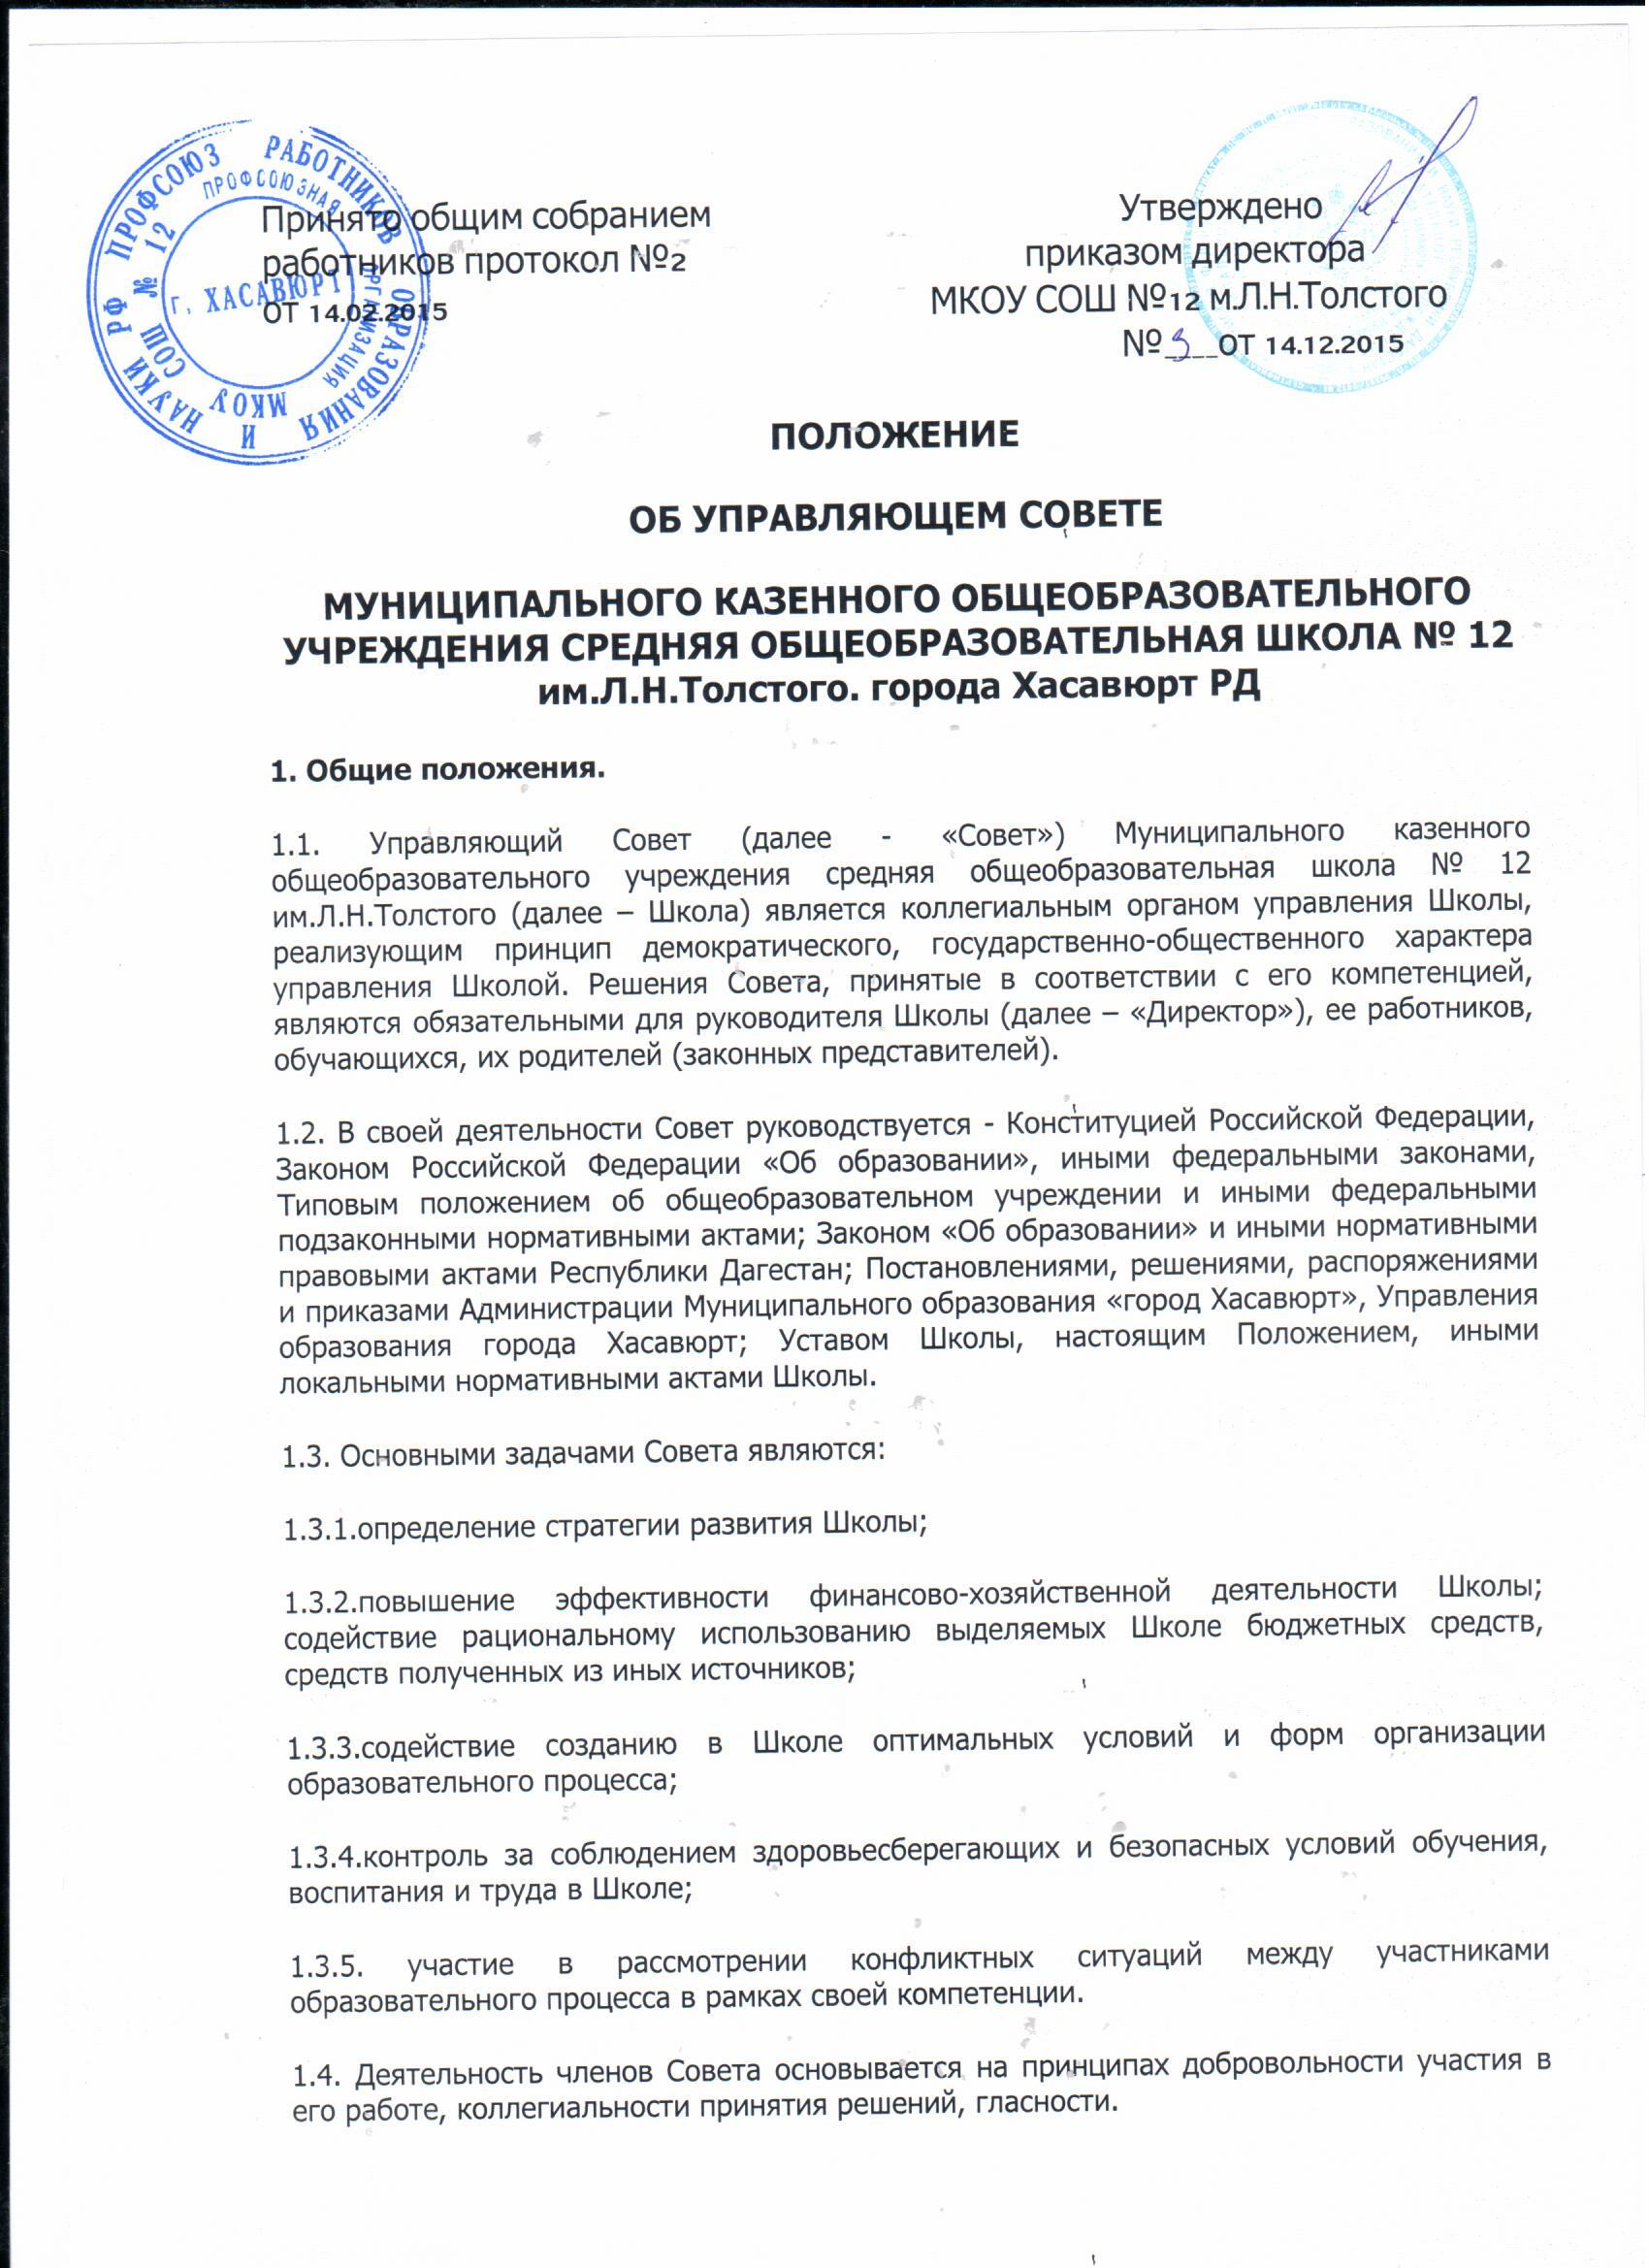 ПРОФСОЮЗ РАБОТНИКОВ ОБРАЗОВАНИЯ И НАУКИ РФ
ПРОФСОЮЗНАЯ ОРГАНИЗАЦИЯ
МКОУ СОШ № 12
г. ХАСАВЮРТ
Принято общим собранием
работников протокол №2
ОТ 14.02.2015
Утверждено
приказом директора
МКОУ СОШ №12 м.Л.Н.Толстого
№_3__ОТ 14.12.2015
ПОЛОЖЕНИЕ
ОБ УПРАВЛЯЮЩЕМ СОВЕТЕ
МУНИЦИПАЛЬНОГО КАЗЕННОГО ОБЩЕОБРАЗОВАТЕЛЬНОГО
УЧРЕЖДЕНИЯ СРЕДНЯЯ ОБЩЕОБРАЗОВАТЕЛЬНАЯ ШКОЛА № 12
им.Л.Н.Толстого. города Хасавюрт РД
1. Общие положения.
1.1. Управляющий Совет (далее - «Совет») Муниципального казенного
общеобразовательного учреждения средняя общеобразовательная школа № 12
им.Л.Н.Толстого (далее – Школа) является коллегиальным органом управления Школы,
реализующим принцип демократического, государственно-общественного характера
управления Школой. Решения Совета, принятые в соответствии с его компетенцией,
являются обязательными для руководителя Школы (далее – «Директор»), ее работников,
обучающихся, их родителей (законных представителей).
1.2. В своей деятельности Совет руководствуется - Конституцией Российской Федерации,
Законом Российской Федерации «Об образовании», иными федеральными законами,
Типовым положением об общеобразовательном учреждении и иными федеральными
подзаконными нормативными актами; Законом «Об образовании» и иными нормативными
правовыми актами Республики Дагестан; Постановлениями, решениями, распоряжениями
и приказами Администрации Муниципального образования «город Хасавюрт», Управления
образования города Хасавюрт; Уставом Школы, настоящим Положением, иными
локальными нормативными актами Школы.
1.3. Основными задачами Совета являются:
1.3.1.определение стратегии развития Школы;
1.3.2.повышение эффективности финансово-хозяйственной деятельности Школы;
содействие рациональному использованию выделяемых Школе бюджетных средств,
средств полученных из иных источников;
1.3.3.содействие созданию в Школе оптимальных условий и форм организации
образовательного процесса;
1.3.4.контроль за соблюдением здоровьесберегающих и безопасных условий обучения,
воспитания и труда в Школе;
1.3.5. участие в рассмотрении конфликтных ситуаций между участниками
образовательного процесса в рамках своей компетенции.
1.4. Деятельность членов Совета основывается на принципах добровольности участия в
его работе, коллегиальности принятия решений, гласности.